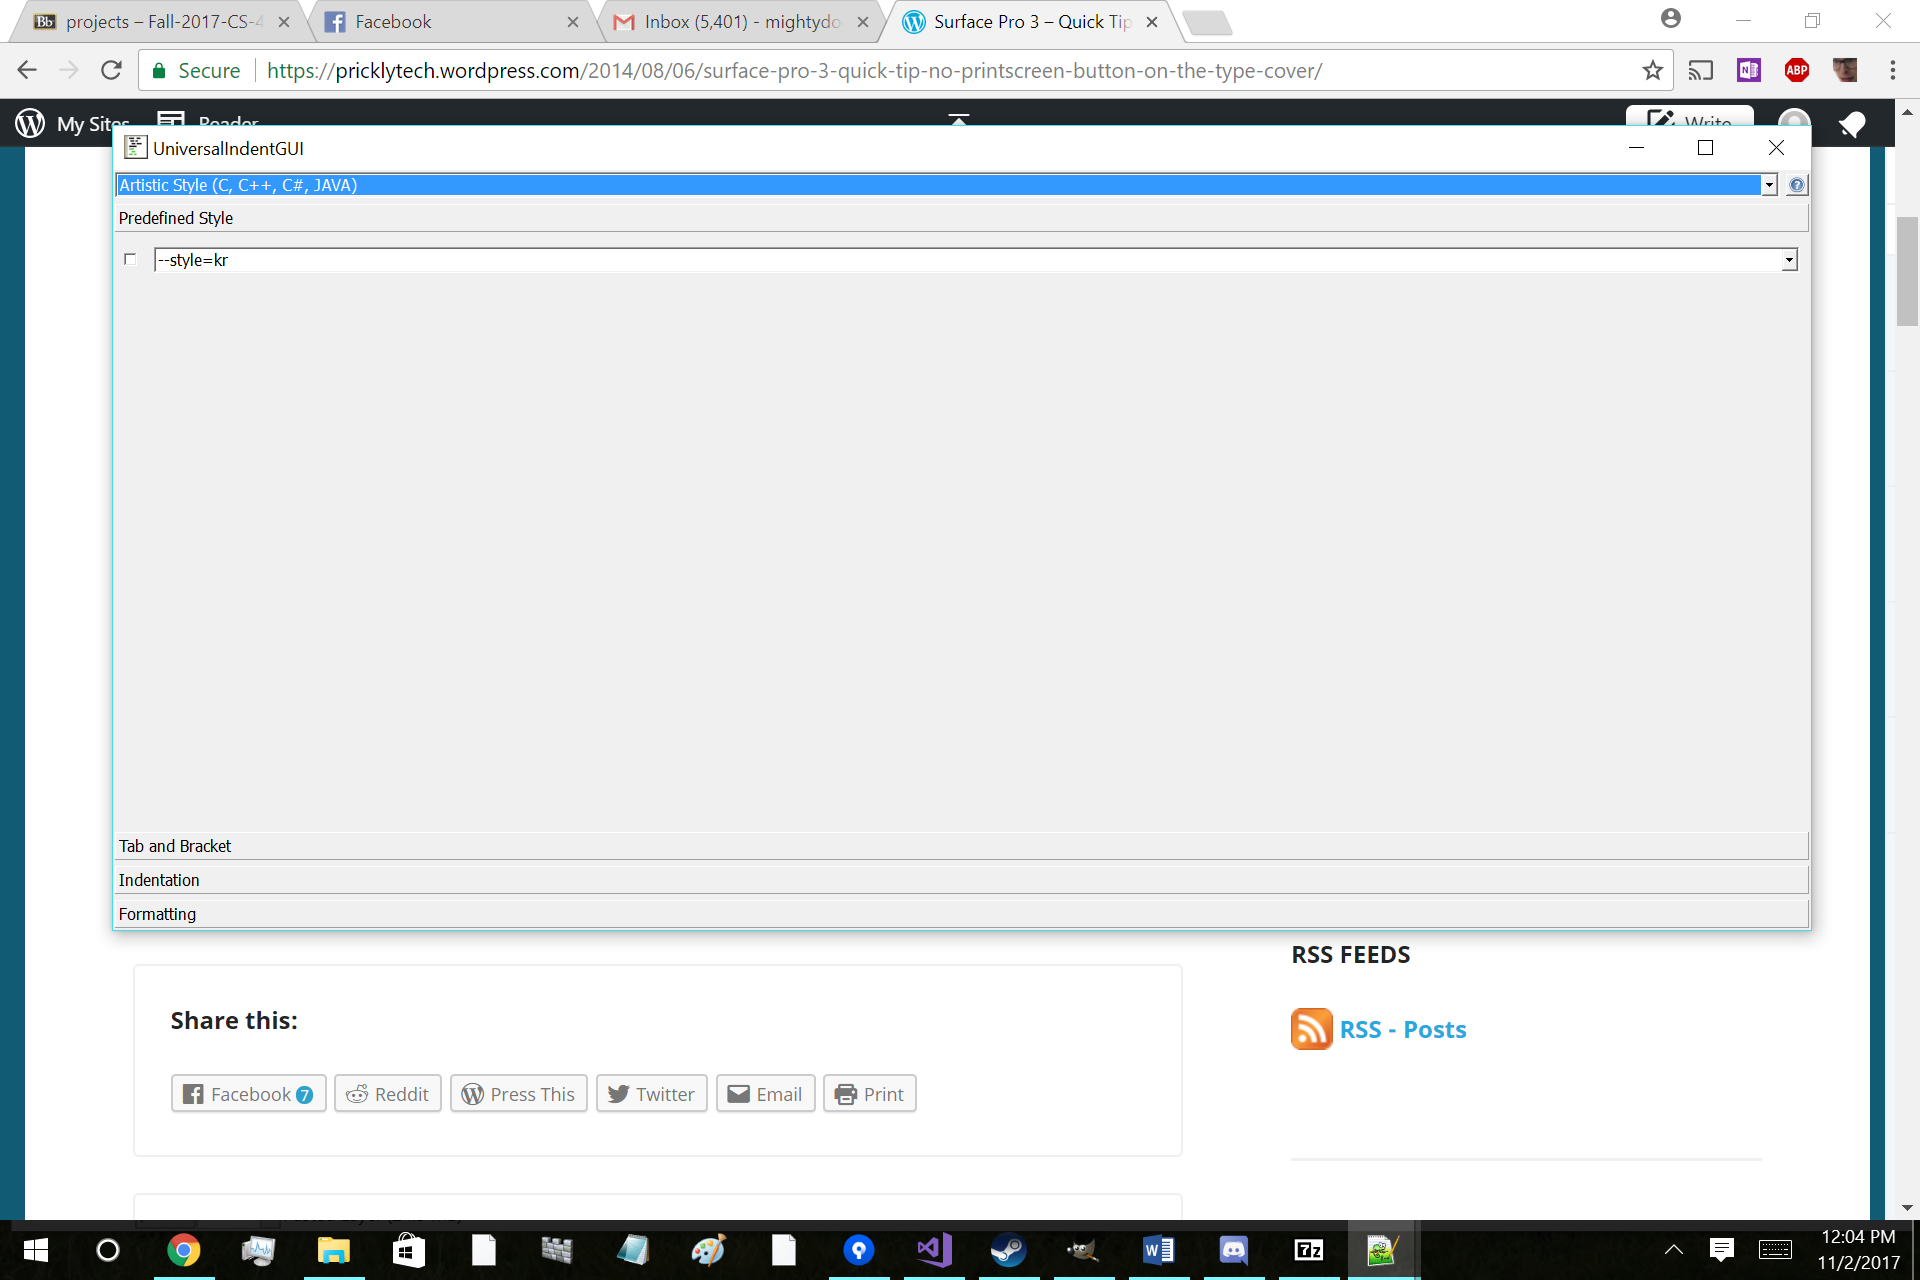 Bb projects – Fall-2017-CS-4
Facebook
Inbox (5,401) - mightydo
Surface Pro 3 – Quick Tip
Secure https://pricklytech.wordpress.com/2014/08/06/surface-pro-3-quick-tip-no-printscreen-button-on-the-type-cover/
ABP
My Sites Reader Write
UniversalIndentGUI
Artistic Style (C, C++, C#, JAVA)
Predefined Style
--style=kr
Tab and Bracket
Indentation
Formatting
RSS FEEDS
Share this:
RSS - Posts
Facebook 7 Reddit Press This Twitter Email Print
7z
12:04 PM
11/2/2017